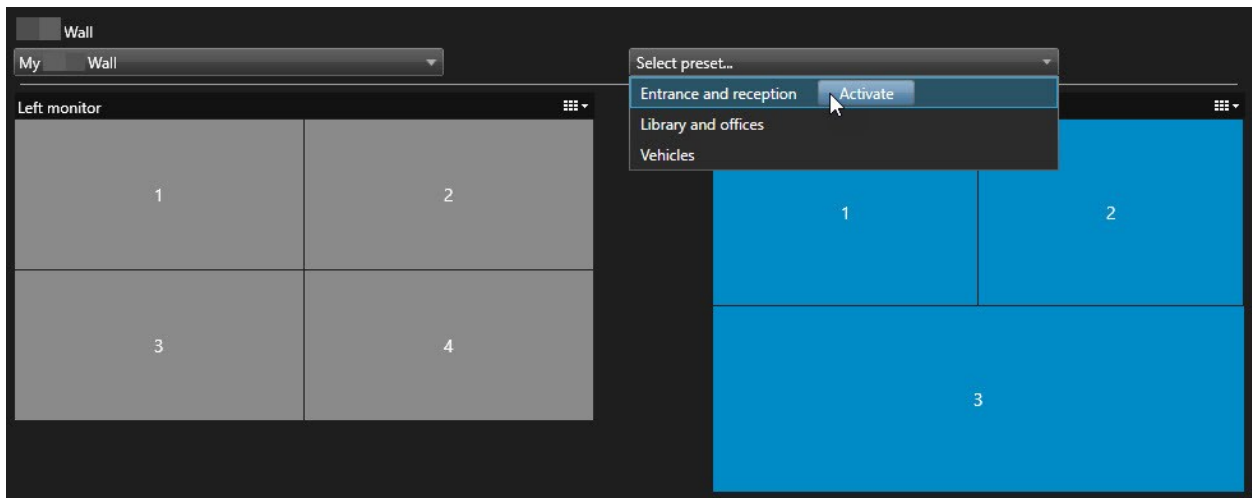 Wall
My Wall
Select preset...
Entrance and reception Activate
Library and offices
Vehicles
Left monitor
1 2
3 4
1 2
3